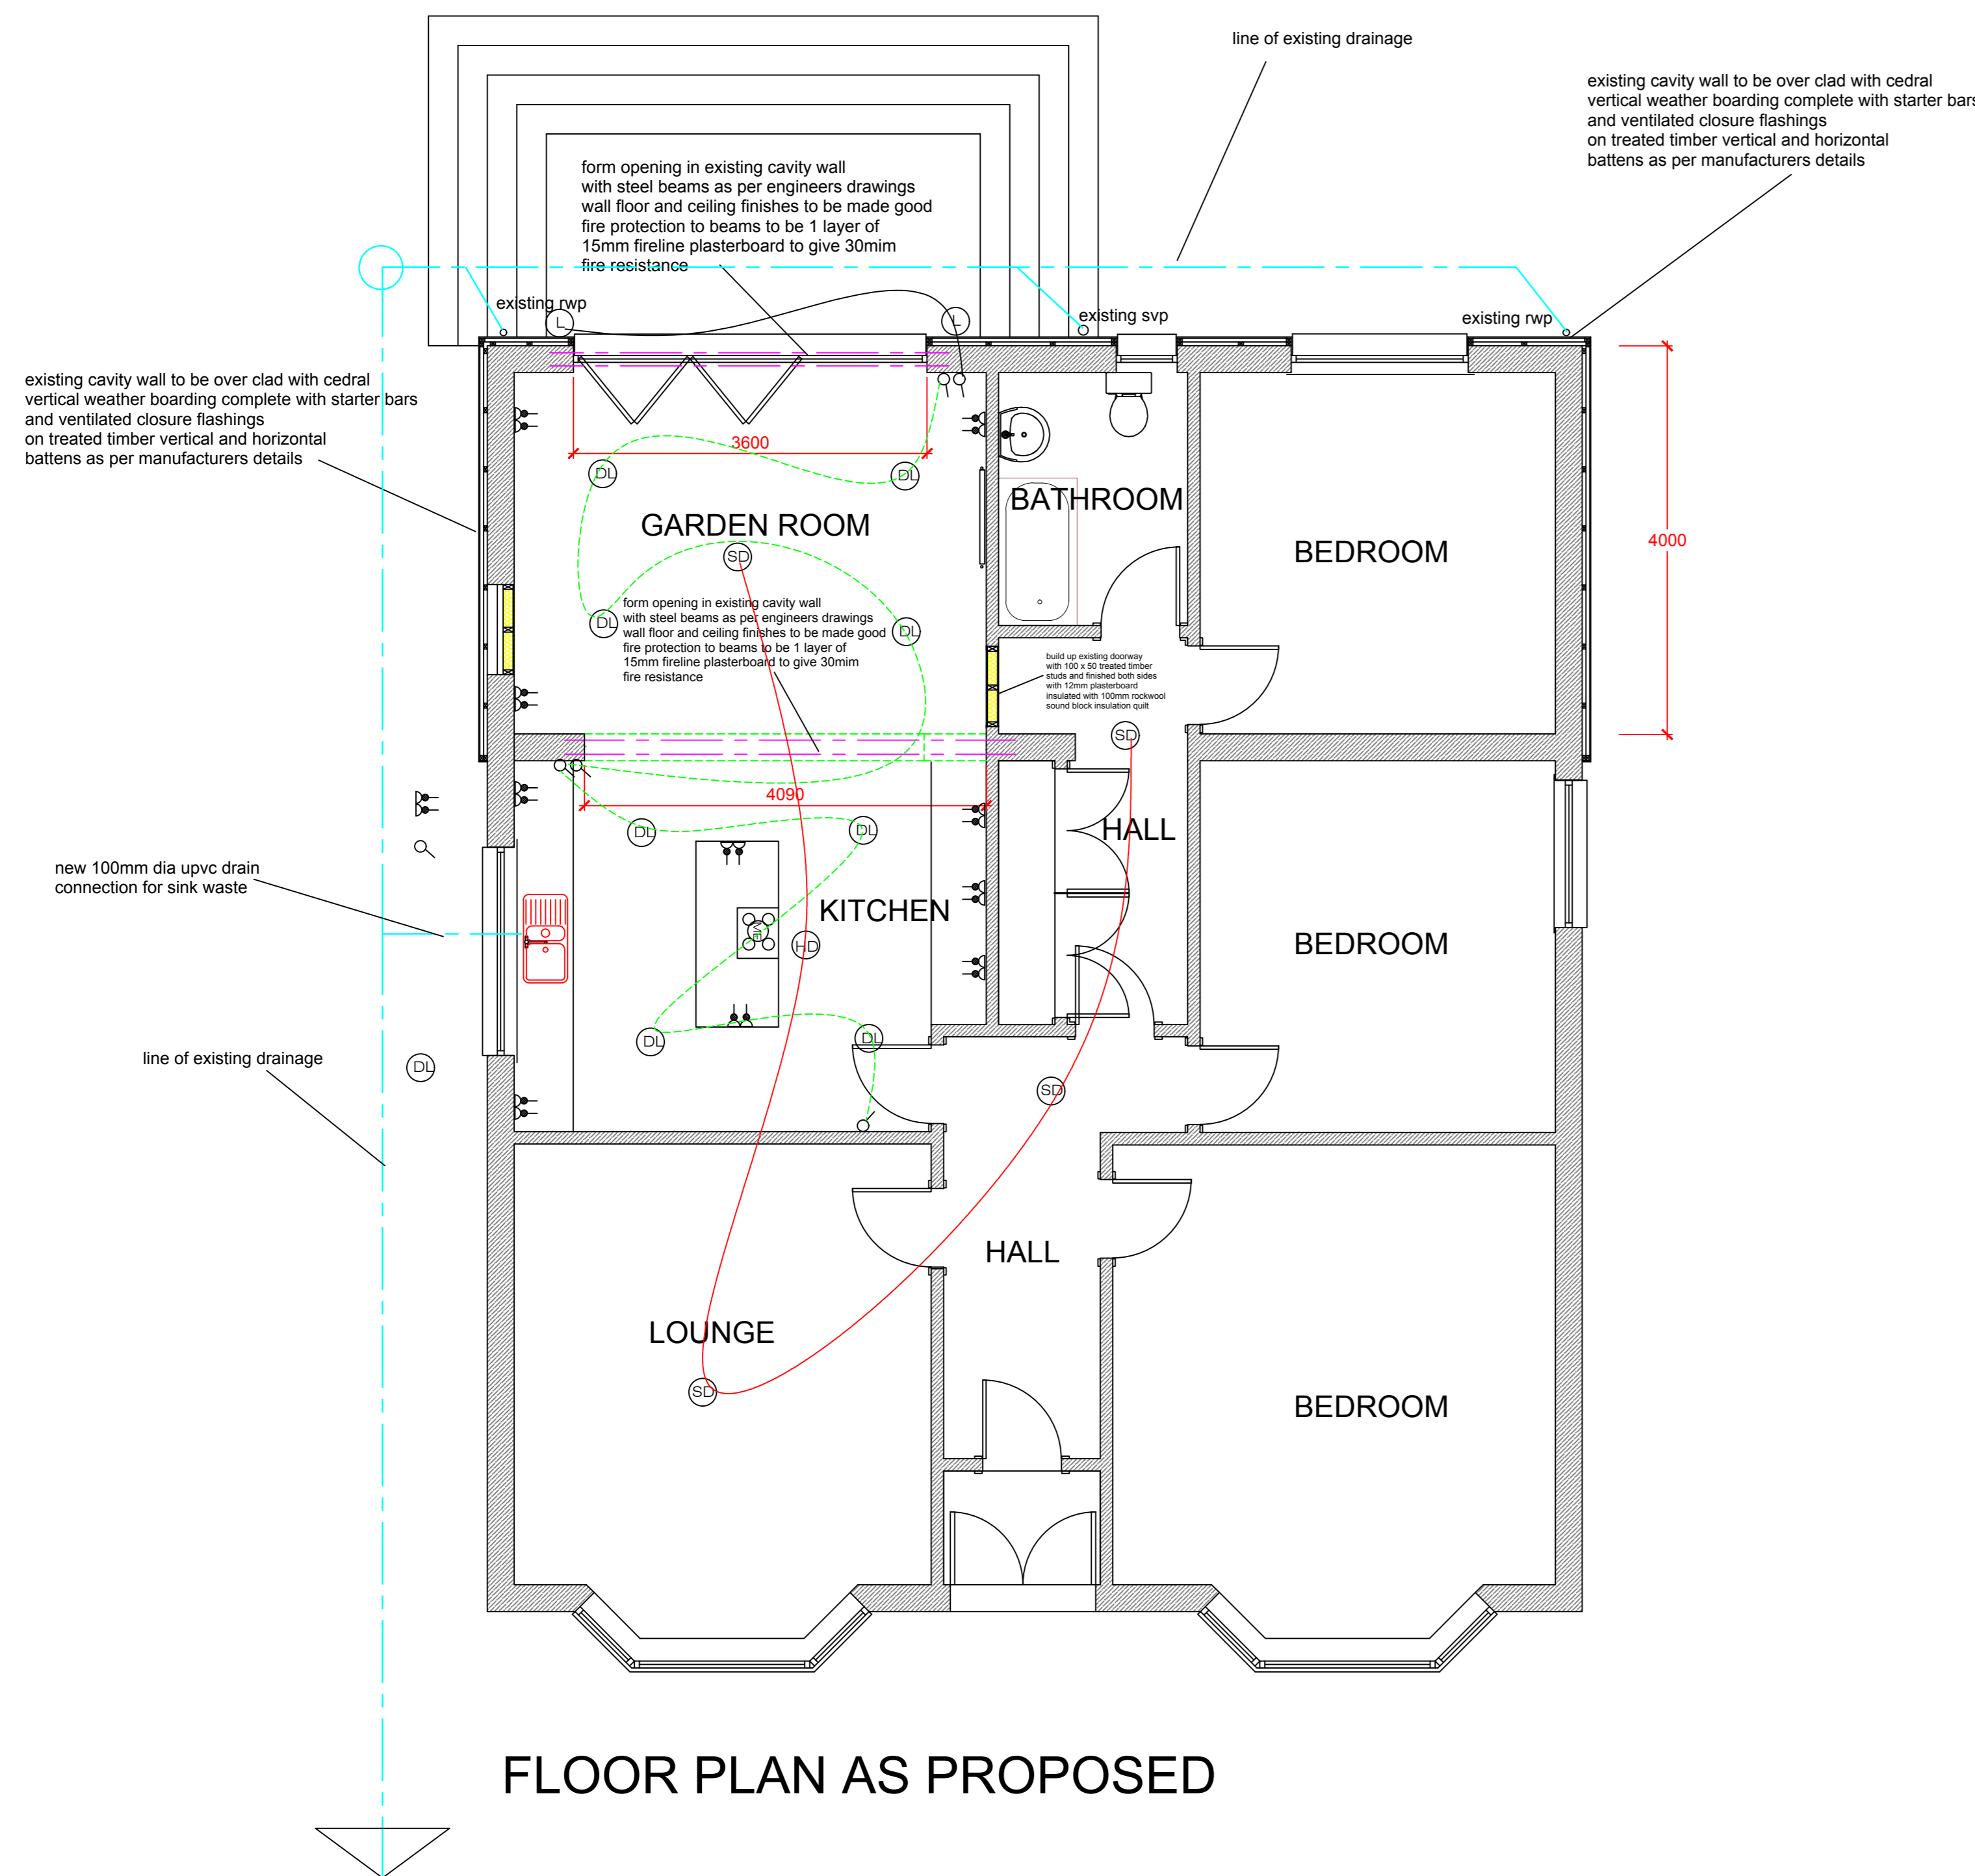 line of existing drainage
existing cavity wall to be over clad with cedral
vertical weather boarding complete with starter bars
and ventilated closure flashings
on treated timber vertical and horizontal
battens as per manufacturers details
form opening in existing cavity wall
with steel beams as per engineers drawings
wall floor and ceiling finishes to be made good
fire protection to beams to be 1 layer of
15mm fireline plasterboard to give 30mim
fire resistance
existing rwp
L
L
existing svp
existing rwp
existing cavity wall to be over clad with cedral
vertical weather boarding complete with starter bars
and ventilated closure flashings
on treated timber vertical and horizontal
battens as per manufacturers details
3600
DL
DL
GARDEN ROOM
BATHROOM
BEDROOM
4000
SD
form opening in existing cavity wall
with steel beams as per engineers drawings
wall floor and ceiling finishes to be made good
fire protection to beams to be 1 layer of
15mm fireline plasterboard to give 30mim
fire resistance
DL
DL
build up existing doorway
with 100 x 50 treated timber
studs and finished both sides
with 12mm plasterboard
insulated with 100mm rockwool
sound block insulation quilt
SD
4090
DL
DL
HALL
new 100mm dia upvc drain
connection for sink waste
KITCHEN
HD
BEDROOM
DL
DL
line of existing drainage
DL
SD
HALL
LOUNGE
SD
BEDROOM
FLOOR PLAN AS PROPOSED